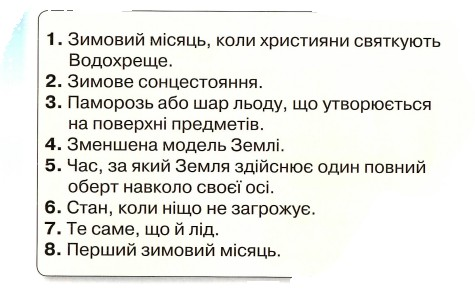 1. Зимовий місяць, коли християни святкують
Водохреще.
2. Зимове сонцестояння.
3. Паморозь або шар льоду, що утворюється
на поверхні предметів.
4. Зменшена модель Землі.
5. Час, за який Земля здійснює один повний
оберт навколо своєї осі.
6. Стан, коли ніщо не загрожує.
7. Те саме, що й лід.
8. Перший зимовий місяць.